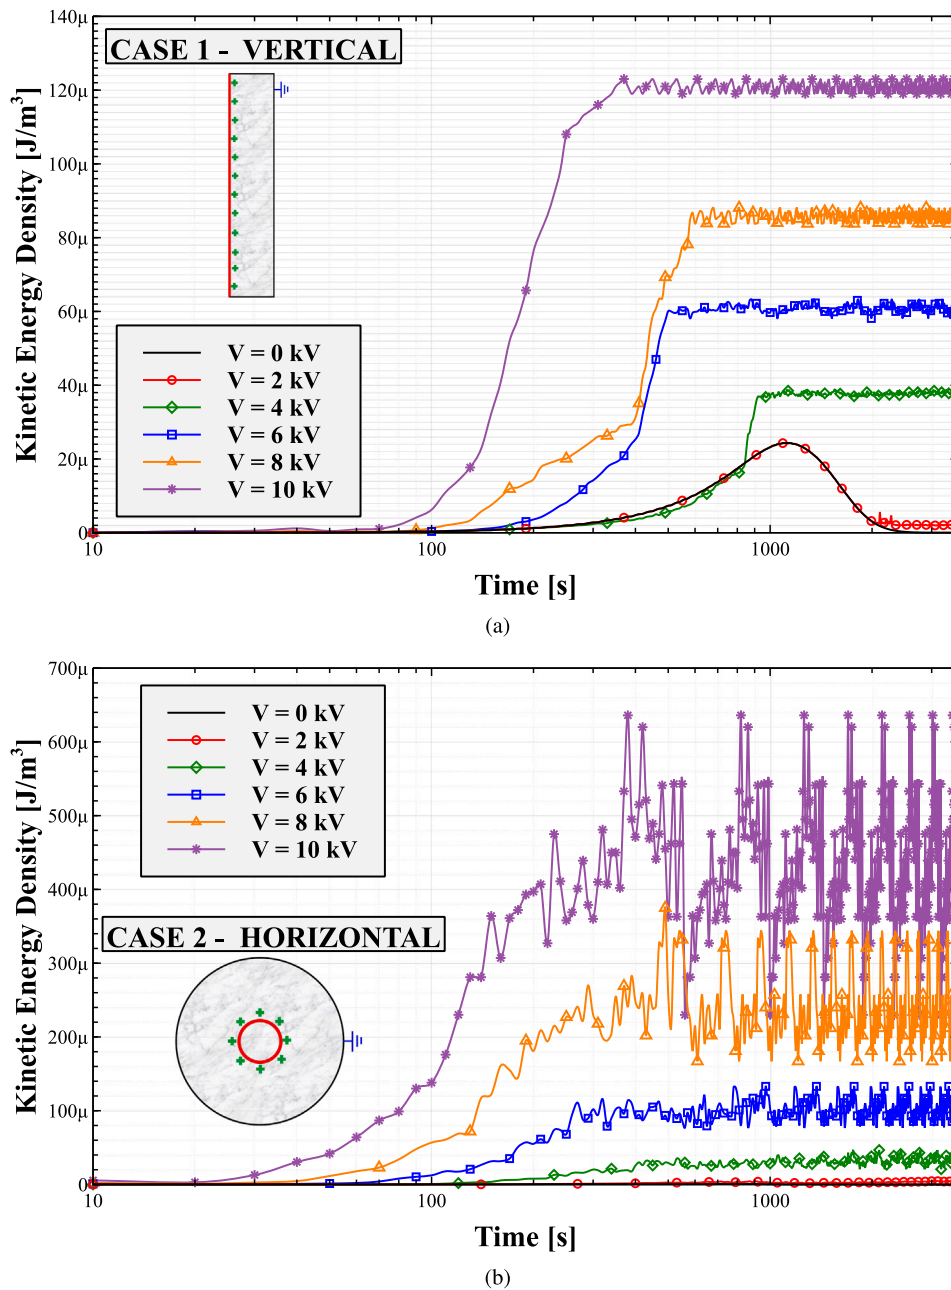 140µ
CASE 1 - VERTICAL
120µ
100µ
80µ
60µ
40µ
20µ
0
Kinetic Energy Density [J/m³]
V = 0 kV
V = 2 kV
V = 4 kV
V = 6 kV
V = 8 kV
V = 10 kV
10
100
1000
Time [s]
(a)
700µ
600µ
500µ
400µ
300µ
200µ
100µ
0
Kinetic Energy Density [J/m³]
V = 0 kV
V = 2 kV
V = 4 kV
V = 6 kV
V = 8 kV
V = 10 kV
CASE 2 - HORIZONTAL
10
100
1000
Time [s]
(b)